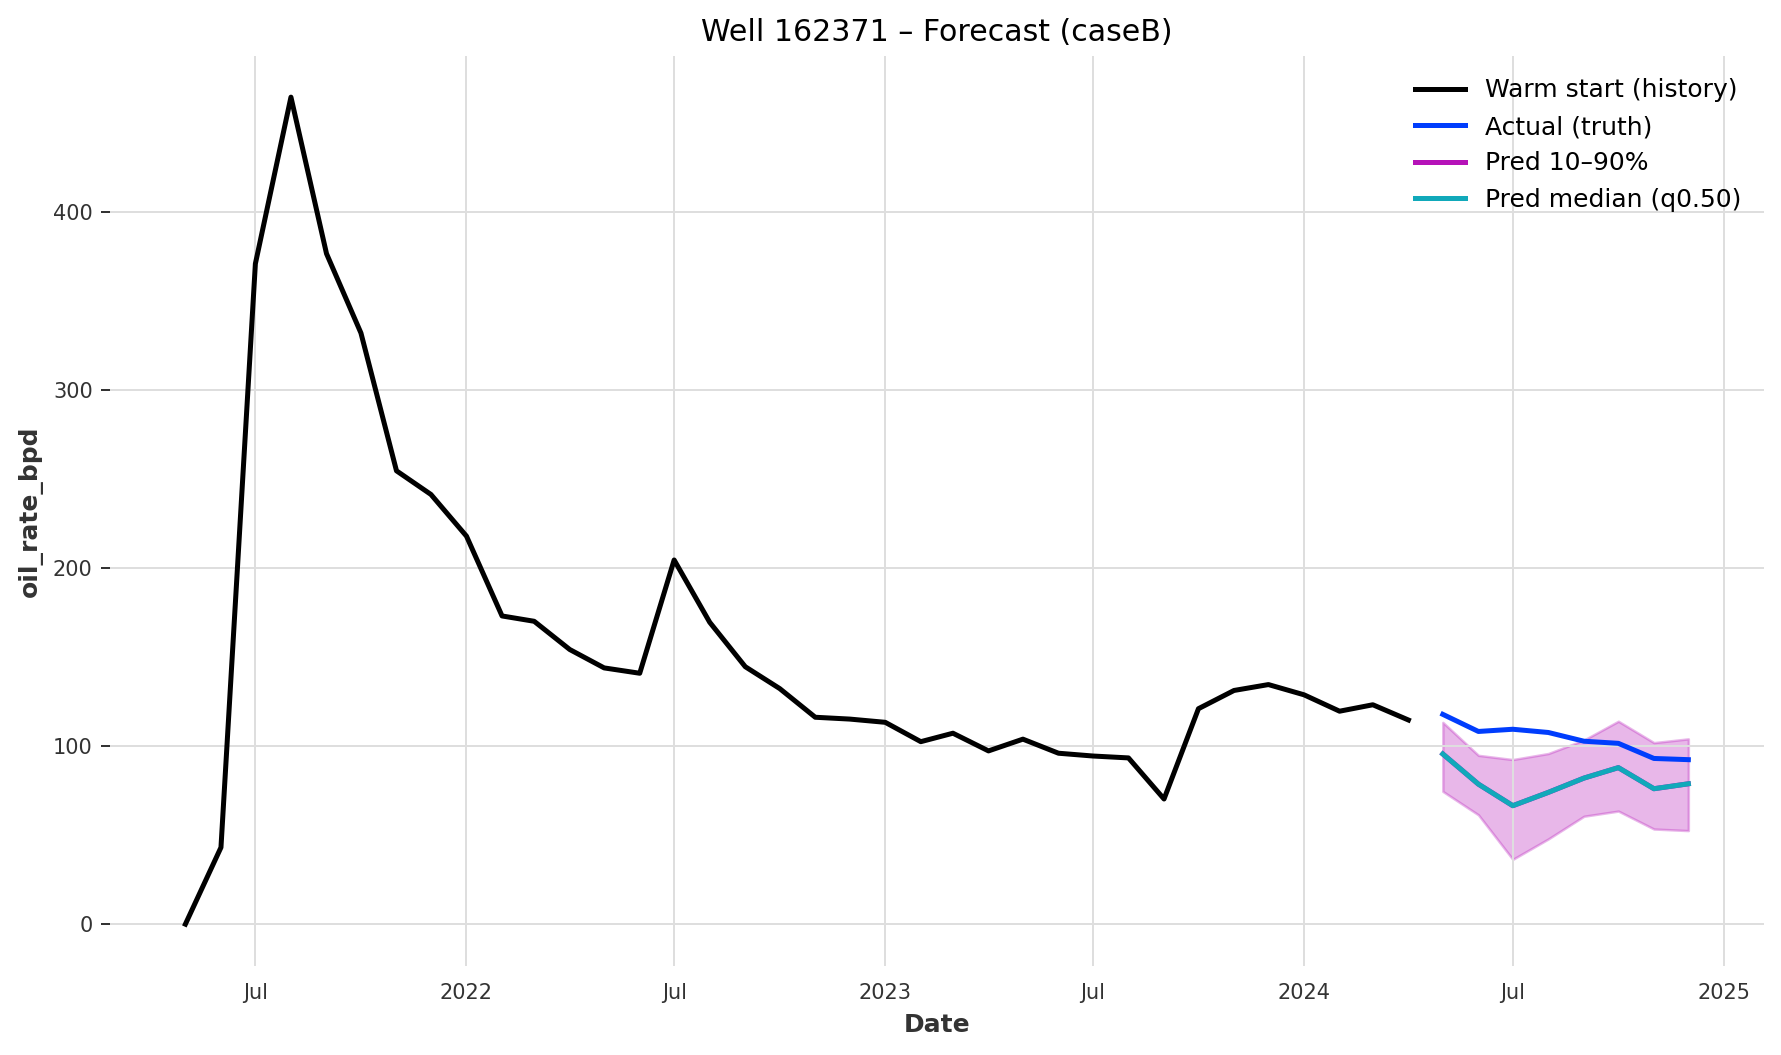 Well 162371 – Forecast (caseB)
Warm start (history)
Actual (truth)
Pred 10–90%
Pred median (q0.50)
oil_rate_bpd
400
300
200
100
0
Jul 2022 Jul 2023 Jul 2024 Jul 2025
Date